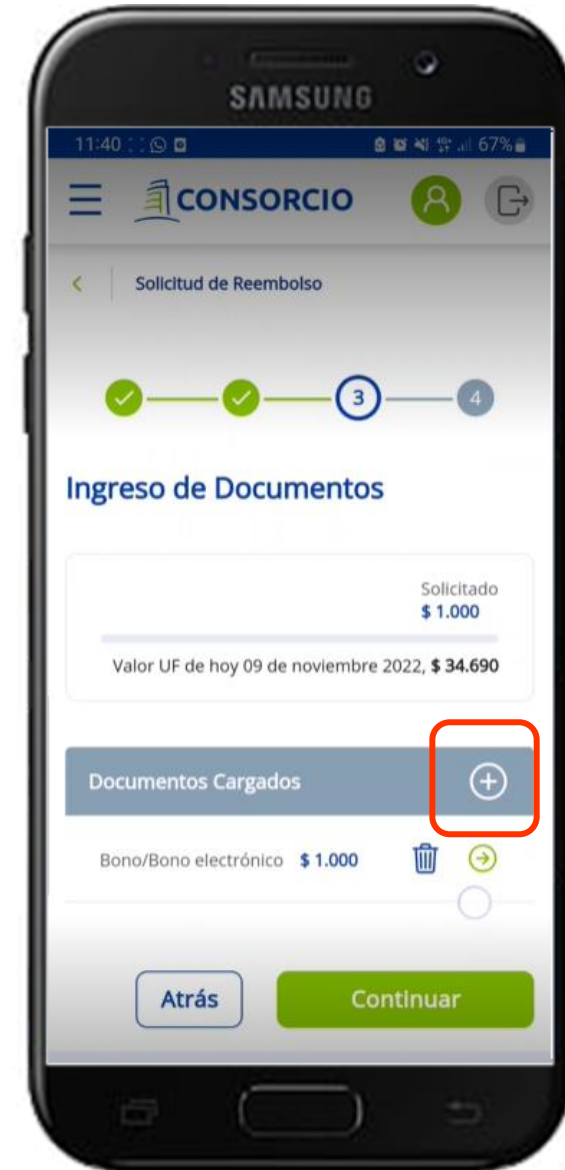 SAMSUNG
11:40 67%
CONSORCIO
Solicitud de Reembolso
3 4
Ingreso de Documentos
Solicitado
$ 1.000
Valor UF de hoy 09 de noviembre 2022, $ 34.690
Documentos Cargados
Bono/Bono electrónico $ 1.000
Atrás Continuar